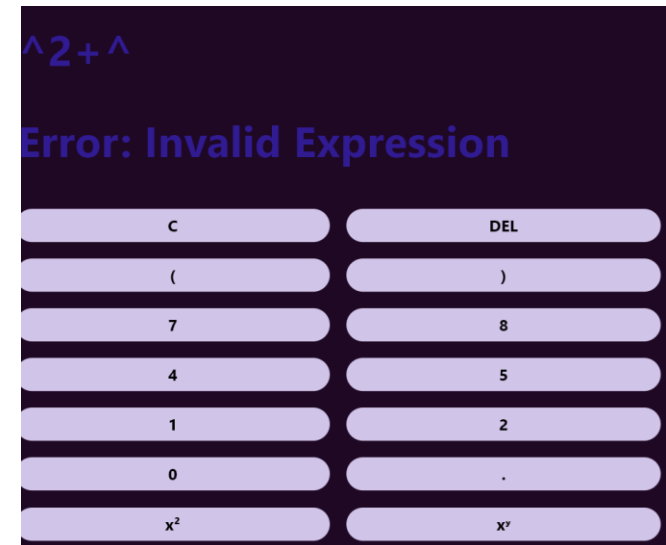 ^2+^
Error: Invalid Expression
C DEL
( )
7 8
4 5
1 2
0 .
x² xʸ